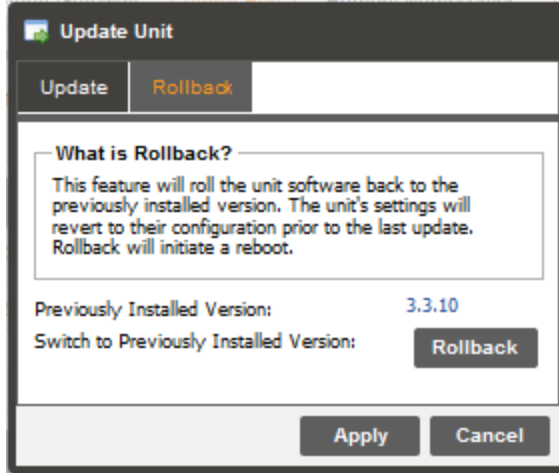 Update Unit
Update Rollback
What is Rollback?
This feature will roll the unit software back to the
previously installed version. The unit's settings will
revert to their configuration prior to the last update.
Rollback will initiate a reboot.
Previously Installed Version: 3.3.10
Switch to Previously Installed Version: Rollback
Apply Cancel